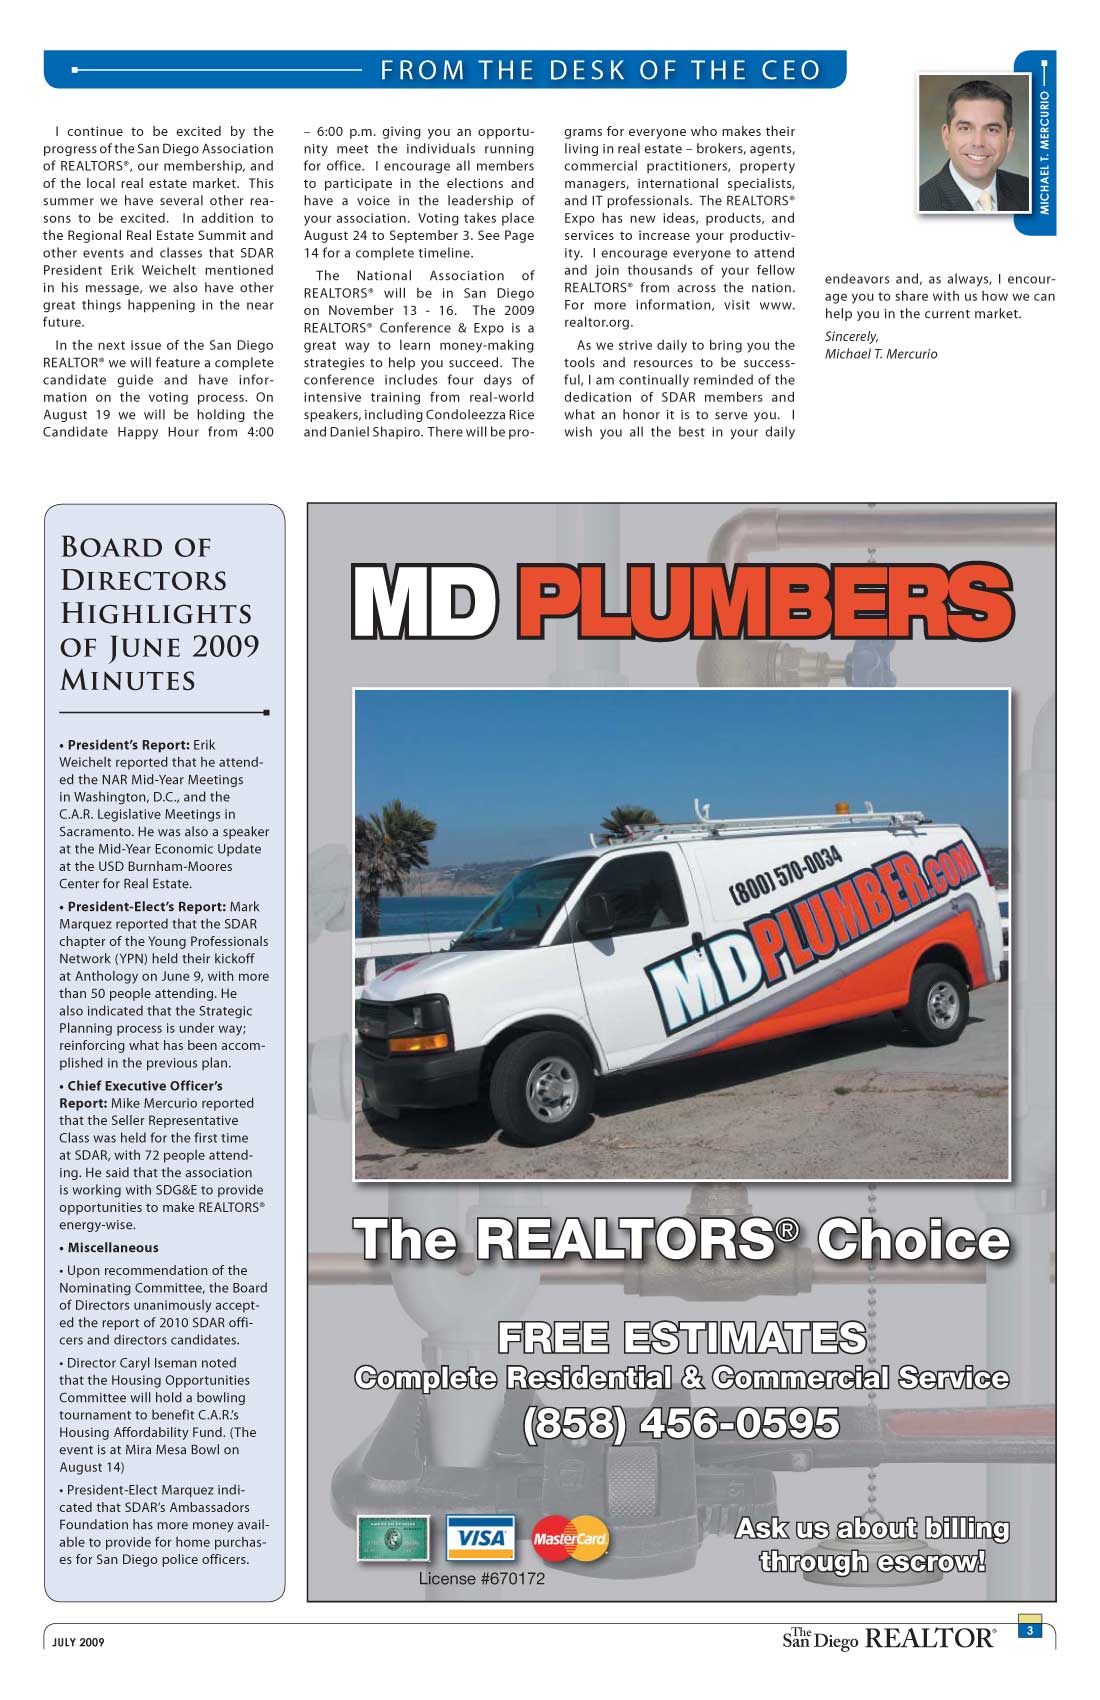 FROM THE DESK OF THE CEO
MICHAEL T. MERCURIO
I continue to be excited by the
progress of the San Diego Association
of REALTORS®, our membership, and
of the local real estate market. This
summer we have several other rea-
sons to be excited. In addition to
the Regional Real Estate Summit and
other events and classes that SDAR
President Erik Weichelt mentioned
in his message, we also have other
great things happening in the near
future.
In the next issue of the San Diego
REALTOR® we will feature a complete
candidate guide and have infor-
mation on the voting process. On
August 19 we will be holding the
Candidate Happy Hour from 4:00
– 6:00 p.m. giving you an opportu-
nity meet the individuals running
for office. I encourage all members
to participate in the elections and
have a voice in the leadership of
your association. Voting takes place
August 24 to September 3. See Page
14 for a complete timeline.
The National Association of
REALTORS® will be in San Diego
on November 13 - 16. The 2009
REALTORS® Conference & Expo is a
great way to learn money-making
strategies to help you succeed. The
conference includes four days of
intensive training from real-world
speakers, including Condoleezza Rice
and Daniel Shapiro. There will be pro-
grams for everyone who makes their
living in real estate – brokers, agents,
commercial practitioners, property
managers, international specialists,
and IT professionals. The REALTORS®
Expo has new ideas, products, and
services to increase your productiv-
ity. I encourage everyone to attend
and join thousands of your fellow
REALTORS® from across the nation.
For more information, visit www.
realtor.org.
As we strive daily to bring you the
tools and resources to be success-
ful, I am continually reminded of the
dedication of SDAR members and
what an honor it is to serve you. I
wish you all the best in your daily
endeavors and, as always, I encour-
age you to share with us how we can
help you in the current market.
Sincerely,
Michael T. Mercurio
Board of
Directors
Highlights
of June 2009
Minutes
• President's Report: Erik
Weichelt reported that he attend-
ed the NAR Mid-Year Meetings
in Washington, D.C., and the
C.A.R. Legislative Meetings in
Sacramento. He was also a speaker
at the Mid-Year Economic Update
at the USD Burnham-Moores
Center for Real Estate.
• President-Elect's Report: Mark
Marquez reported that the SDAR
chapter of the Young Professionals
Network (YPN) held their kickoff
at Anthology on June 9, with more
than 50 people attending. He
also indicated that the Strategic
Planning process is under way;
reinforcing what has been accom-
plished in the previous plan.
• Chief Executive Officer's
Report: Mike Mercurio reported
that the Seller Representative
Class was held for the first time
at SDAR, with 72 people attend-
ing. He said that the association
is working with SDG&E to provide
opportunities to make REALTORS®
energy-wise.
• Miscellaneous
• Upon recommendation of the
Nominating Committee, the Board
of Directors unanimously accept-
ed the report of 2010 SDAR offi-
cers and directors candidates.
• Director Caryl Iseman noted
that the Housing Opportunities
Committee will hold a bowling
tournament to benefit C.A.R.'s
Housing Affordability Fund. (The
event is at Mira Mesa Bowl on
August 14)
• President-Elect Marquez indi-
cated that SDAR's Ambassadors
Foundation has more money avail-
able to provide for home purchas-
es for San Diego police officers.
MD PLUMBERS
(800) 570-0034
MDPLUMBER.COM
The REALTORS® Choice
FREE ESTIMATES
Complete Residential & Commercial Service
(858) 456-0595
VISA
MasterCard
License #670172
Ask us about billing
through escrow!
JULY 2009
The San Diego REALTOR®
3